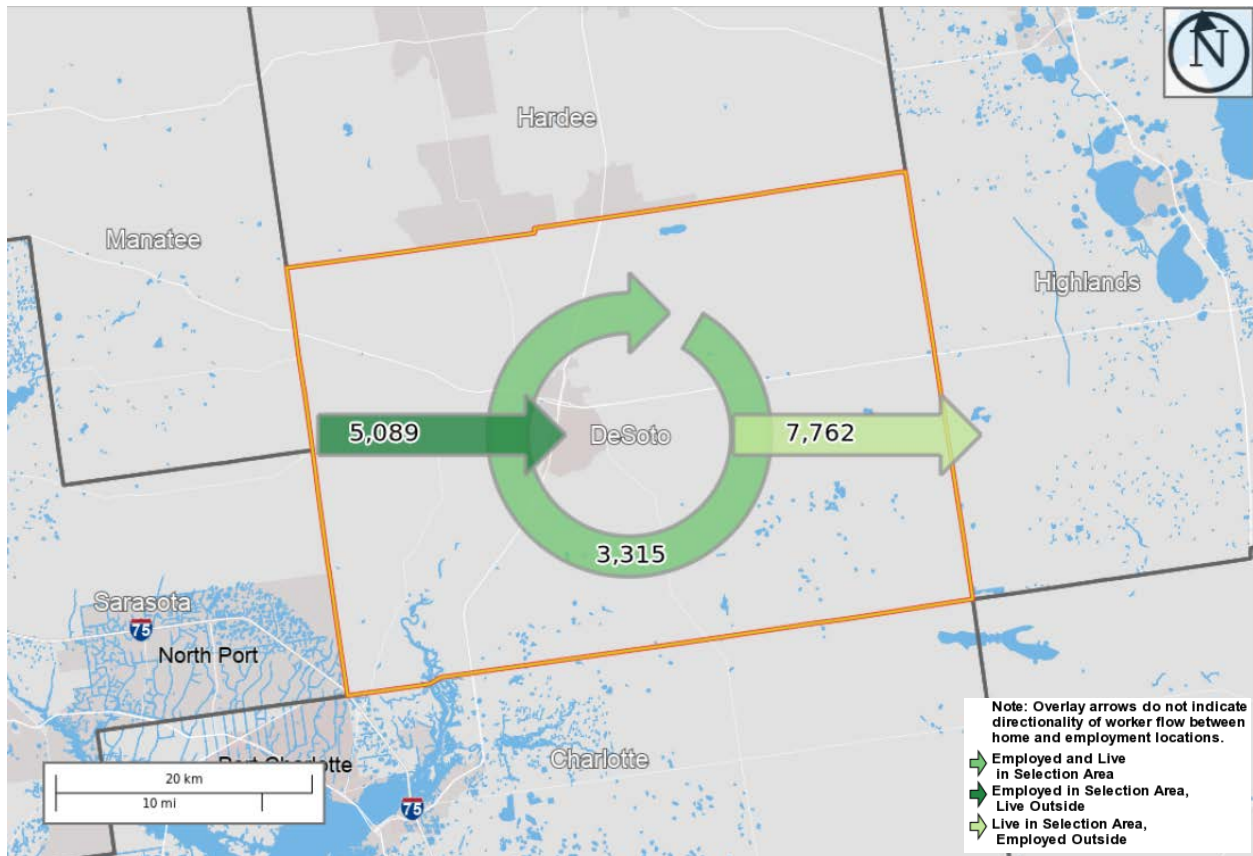 N
Hardee
Manatee
Highlands
5,089
DeSoto
7,762
3,315
Sarasota
75
North Port
Charlotte
Port Charlotte
75
20 km
10 mi
Note: Overlay arrows do not indicate
directionality of worker flow between
home and employment locations.
Employed and Live
in Selection Area
Employed in Selection Area,
Live Outside
Live in Selection Area,
Employed Outside